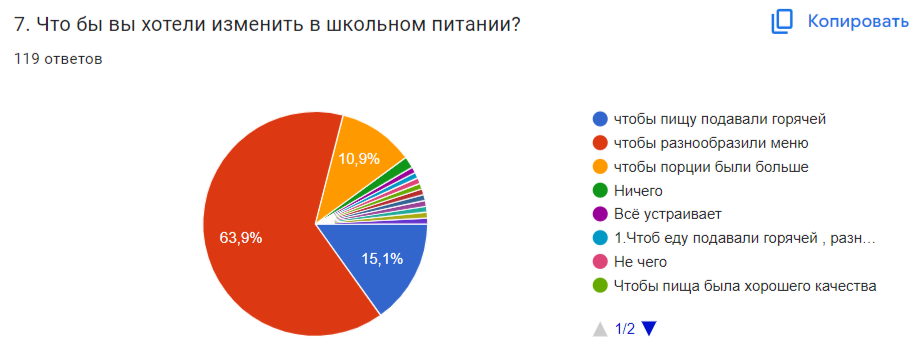 7. Что бы вы хотели изменить в школьном питании?
Копировать
119 ответов
чтобы пищу подавали горячей
чтобы разнообразили меню
чтобы порции были больше
Ничего
Всё устраивает
1.Чтоб еду подавали горячей , разн…
Не чего
Чтобы пища была хорошего качества
1/2
10,9%
63,9%
15,1%